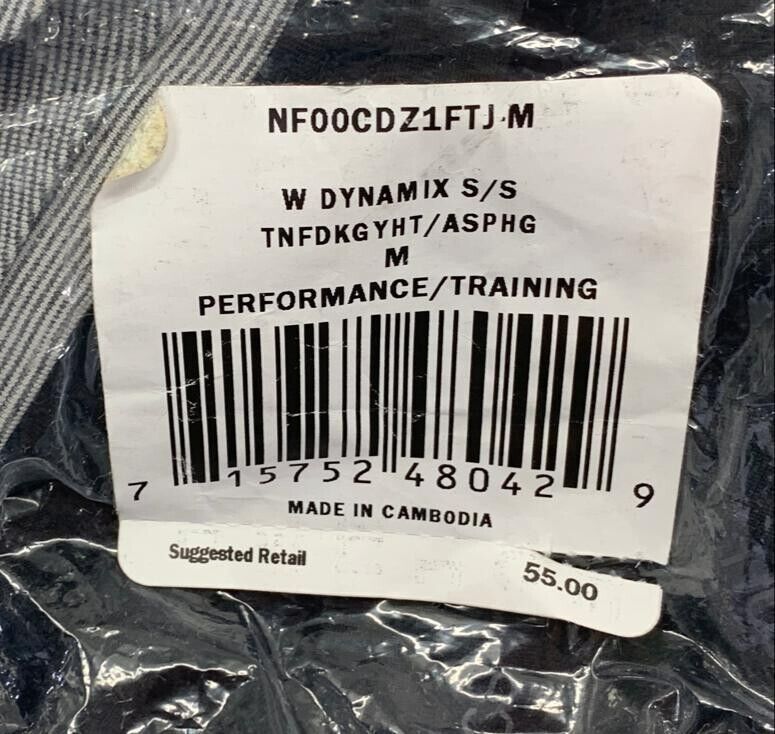 NF00CDZ1FTJ-M
W DYNAMIX S/S
TNFDKGYHT/ASPHG
M
PERFORMANCE/TRAINING
7 15752 48042 9
MADE IN CAMBODIA
Suggested Retail 55.00